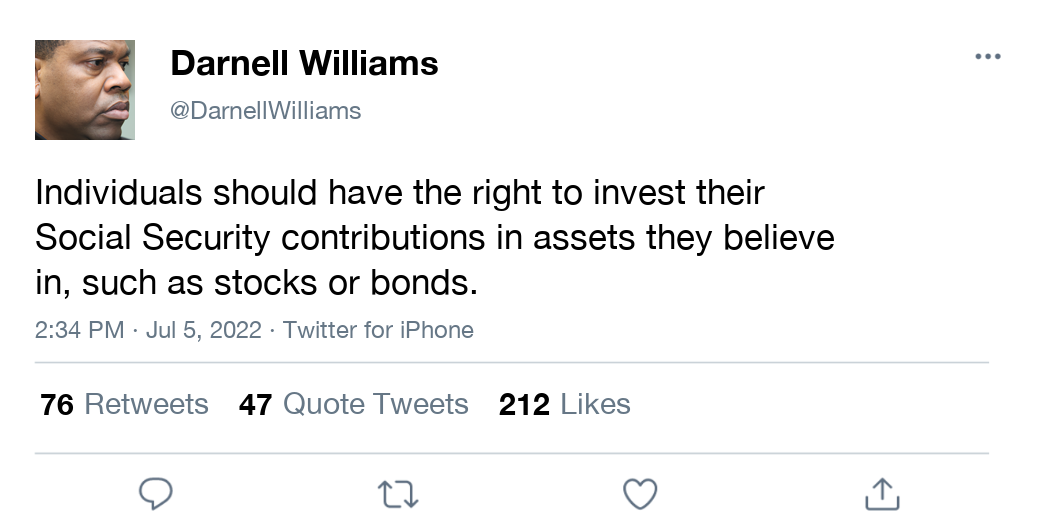 Darnell Williams
@DarnellWilliams
Individuals should have the right to invest their
Social Security contributions in assets they believe
in, such as stocks or bonds.
2:34 PM · Jul 5, 2022 · Twitter for iPhone
76 Retweets 47 Quote Tweets 212 Likes